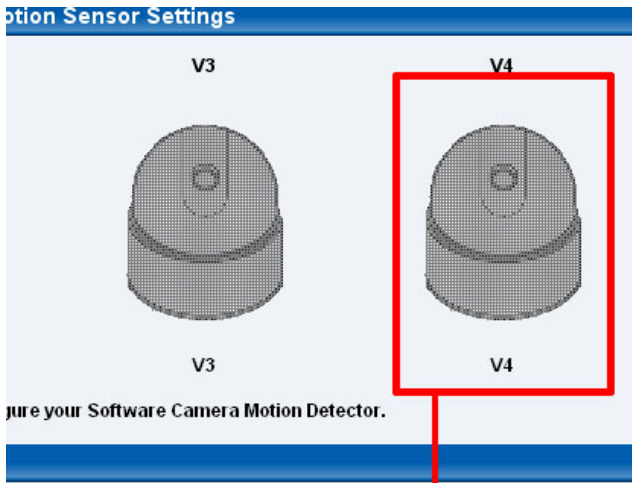 otion Sensor Settings
V3 V4
V3 V4
gure your Software Camera Motion Detector.